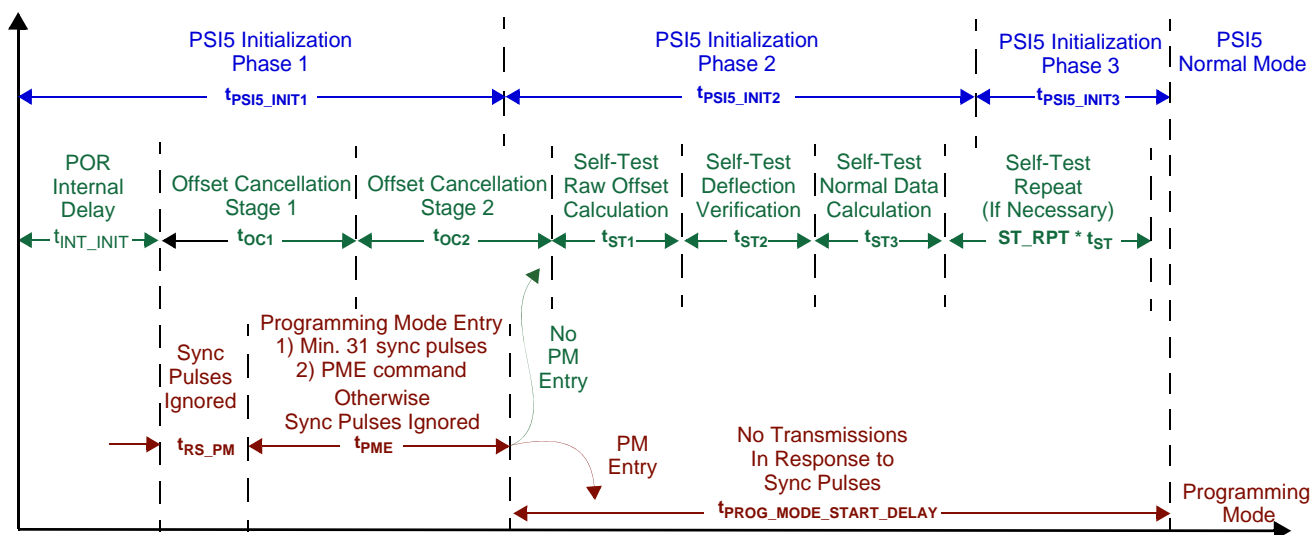 PSI5 Initialization
Phase 1
tPSI5_INIT1
PSI5 Initialization
Phase 2
tPSI5_INIT2
PSI5 Initialization
Phase 3
tPSI5_INIT3
PSI5
Normal Mode
POR
Internal
Delay
tINT_INIT
Offset Cancellation
Stage 1
tOC1
Offset Cancellation
Stage 2
tOC2
Self-Test
Raw Offset
Calculation
tST1
Self-Test
Deflection
Verification
tST2
Self-Test
Normal Data
Calculation
tST3
Self-Test
Repeat
(If Necessary)
ST_RPT * tST
Sync
Pulses
Ignored
tRS_PM
Programming Mode Entry
1) Min. 31 sync pulses
2) PME command
Otherwise
Sync Pulses Ignored
tPME
No
PM
Entry
PM
Entry
No Transmissions
In Response to
Sync Pulses
tPROG_MODE_START_DELAY
Programming
Mode